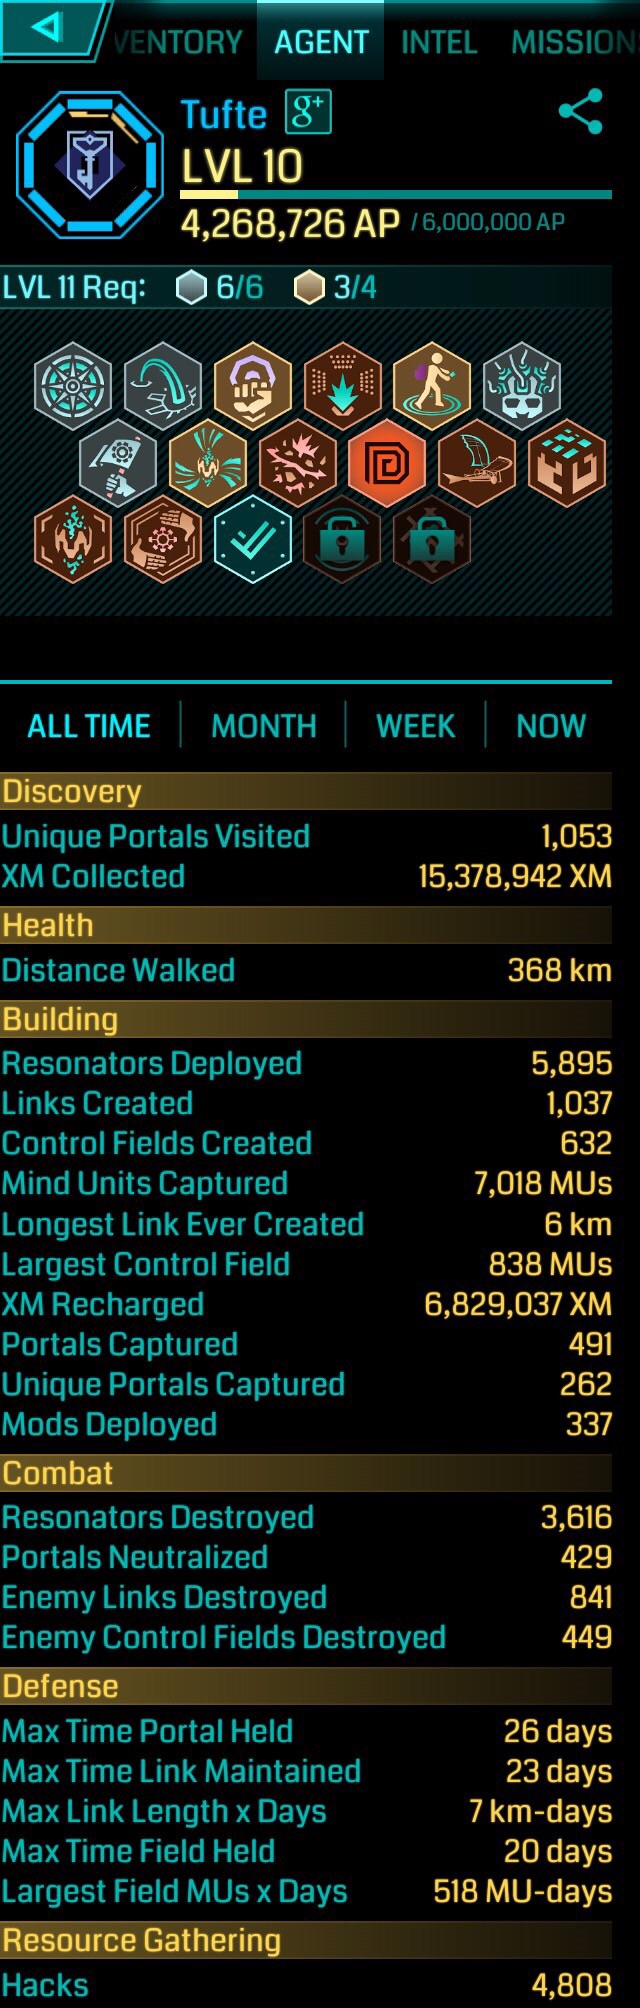 VENTORY AGENT INTEL MISSION
Tufte g+
LVL 10
4,268,726 AP / 6,000,000 AP
LVL 11 Req: 6/6 3/4
ALL TIME MONTH WEEK NOW
Discovery
Unique Portals Visited 1,053
XM Collected 15,378,942 XM
Health
Distance Walked 368 km
Building
Resonators Deployed 5,895
Links Created 1,037
Control Fields Created 632
Mind Units Captured 7,018 MUs
Longest Link Ever Created 6 km
Largest Control Field 838 MUs
XM Recharged 6,829,037 XM
Portals Captured 491
Unique Portals Captured 262
Mods Deployed 337
Combat
Resonators Destroyed 3,616
Portals Neutralized 429
Enemy Links Destroyed 841
Enemy Control Fields Destroyed 449
Defense
Max Time Portal Held 26 days
Max Time Link Maintained 23 days
Max Link Length x Days 7 km-days
Max Time Field Held 20 days
Largest Field MUs x Days 518 MU-days
Resource Gathering
Hacks 4,808